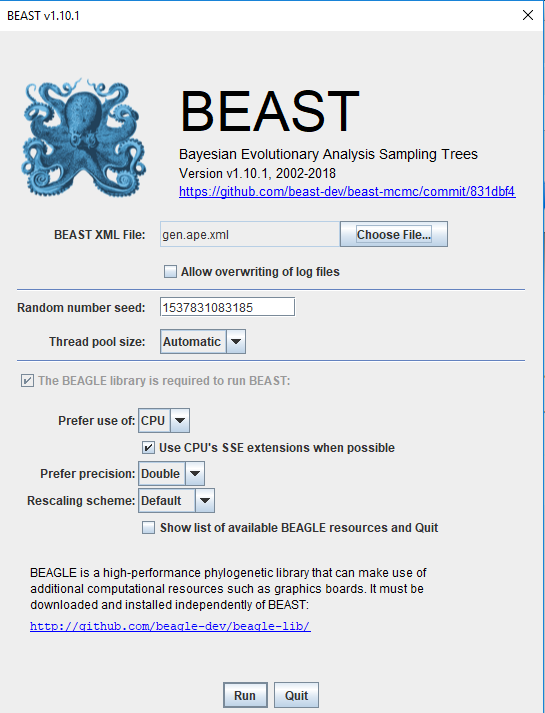 BEAST v1.10.1
BEAST
Bayesian Evolutionary Analysis Sampling Trees
Version v1.10.1, 2002-2018
https://github.com/beast-dev/beast-mcmc/commit/831dbf4
BEAST XML File: gen.ape.xml Choose File...
Allow overwriting of log files
Random number seed: 1537831083185
Thread pool size: Automatic
The BEAGLE library is required to run BEAST:
Prefer use of: CPU
Use CPU's SSE extensions when possible
Prefer precision: Double
Rescaling scheme: Default
Show list of available BEAGLE resources and Quit
BEAGLE is a high-performance phylogenetic library that can make use of
additional computational resources such as graphics boards. It must be
downloaded and installed independently of BEAST:
http://github.com/beagle-dev/beagle-lib/
Run Quit